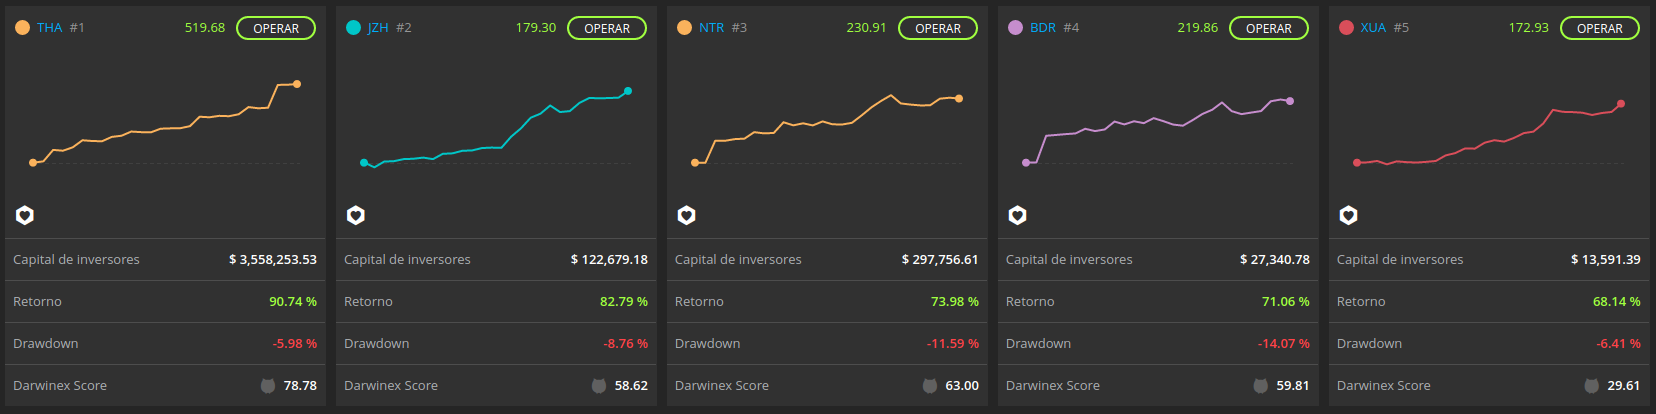 THA #1 519.68 OPERAR
Capital de inversores $ 3,558,253.53
Retorno 90.74 %
Drawdown -5.98 %
Darwinex Score 78.78
JZH #2 179.30 OPERAR
Capital de inversores $ 122,679.18
Retorno 82.79 %
Drawdown -8.76 %
Darwinex Score 58.62
NTR #3 230.91 OPERAR
Capital de inversores $ 297,756.61
Retorno 73.98 %
Drawdown -11.59 %
Darwinex Score 63.00
BDR #4 219.86 OPERAR
Capital de inversores $ 27,340.78
Retorno 71.06 %
Drawdown -14.07 %
Darwinex Score 59.81
XUA #5 172.93 OPERAR
Capital de inversores $ 13,591.39
Retorno 68.14 %
Drawdown -6.41 %
Darwinex Score 29.61